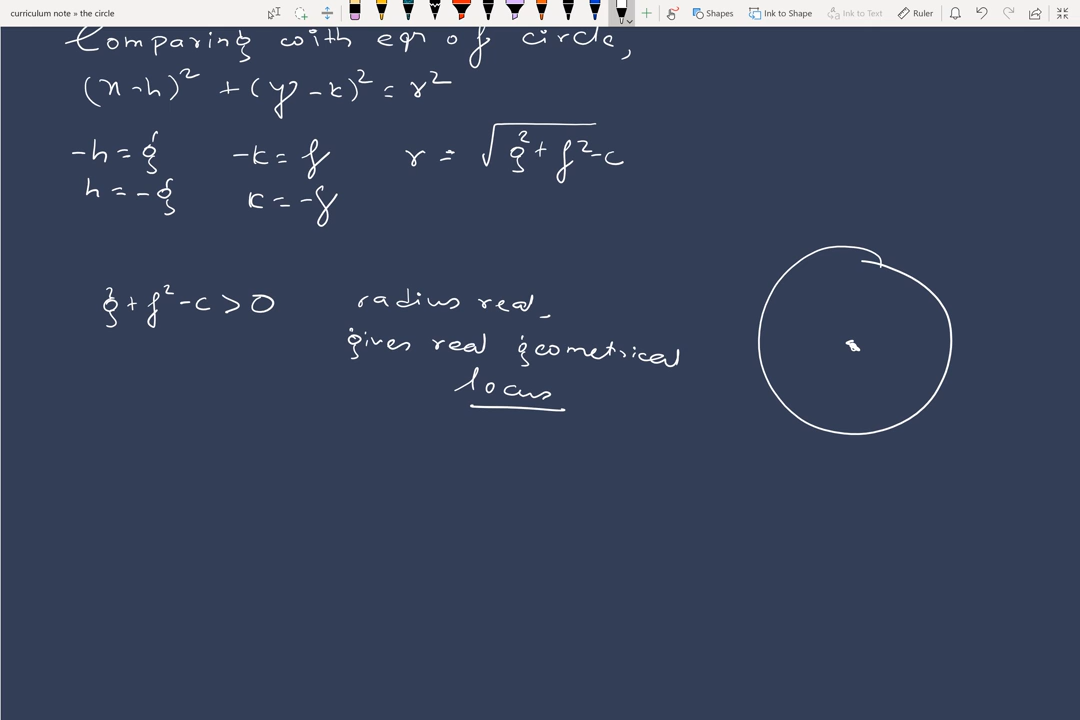 curriculum note » the circle
Shapes Ink to Shape Ink to Text Ruler
Comparing with eqn of circle,
(x-h)² + (y-k)² = r²
-h = g -k = f r = √g² + f² - c
h = -g k = -f
g² + f² - c > 0 radius real
gives real geometrical
locus